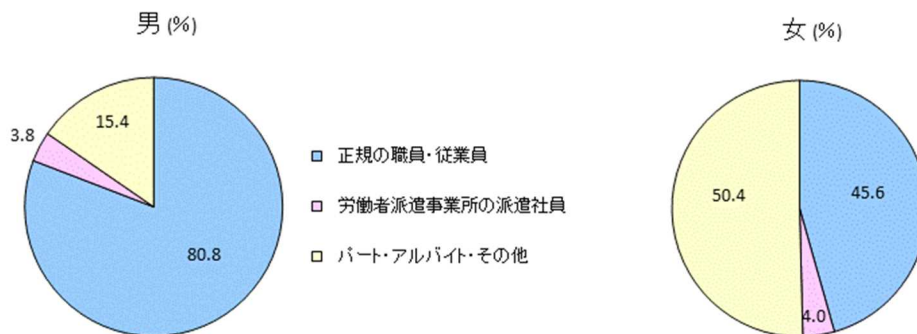 男 (%)
女 (%)
15.4
3.8
80.8
正規の職員・従業員
労働者派遣事業所の派遣社員
パート・アルバイト・その他
50.4
45.6
4.0